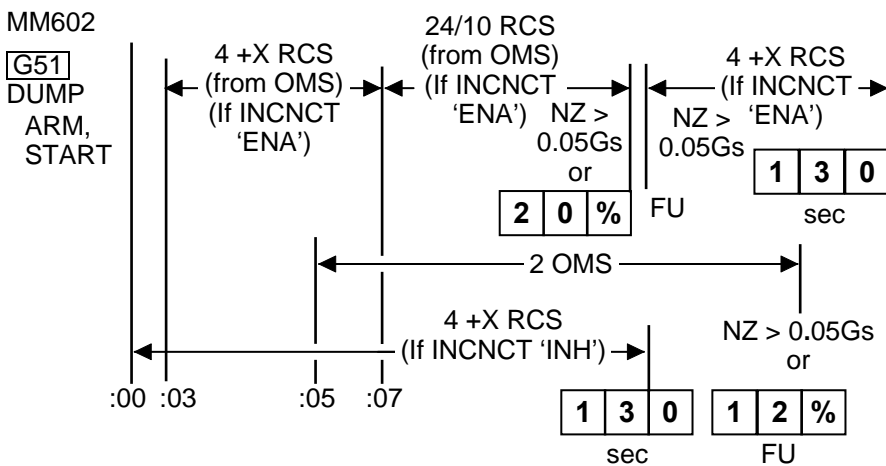 MM602
G51
DUMP
ARM,
START
4 +X RCS
(from OMS)
(If INCNCT
‘ENA’)
24/10 RCS
(from OMS)
(If INCNCT
‘ENA’)
NZ >
0.05Gs
or
2 0 %
FU
4 +X RCS
(If INCNCT
‘ENA’)
NZ >
0.05Gs
1 3 0
sec
2 OMS
4 +X RCS
(If INCNCT ‘INH’)
NZ > 0.05Gs
or
:00 :03 :05 :07
1 3 0
sec
1 2 %
FU